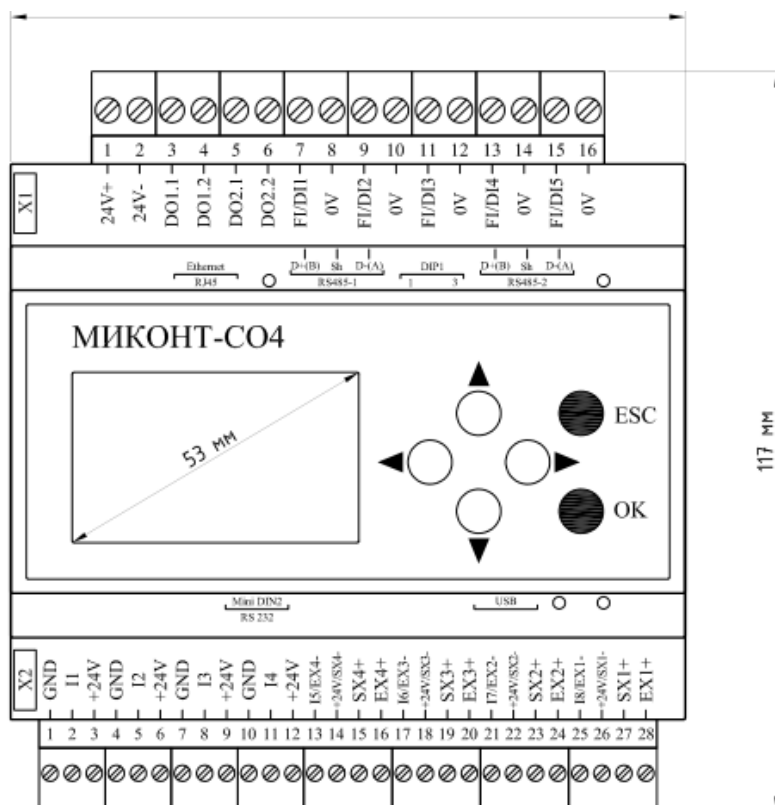 1 2 3 4 5 6 7 8 9 10 11 12 13 14 15 16
X1 24V+ 24V- DO1.1 DO1.2 DO2.1 DO2.2 FI/DI1 0V FI/DI2 0V FI/DI3 0V FI/DI4 0V FI/DI5 0V
Ethernet D+(B) Sh D-(A) DIP1 D+(B) Sh D-(A)
RJ45 RS485-1 1 3 RS485-2
МИКОНТ-СО4
53 мм
ESC
OK
117 мм
Mini DIN2 USB
RS 232
X2 GND I1 +24V GND I2 +24V GND I3 +24V GND I4 +24V I5/EX4- +24V/SX4- SX4+ EX4+ I6/EX3- +24V/SX3- SX3+ EX3+ I7/EX2- +24V/SX2- SX2+ EX2+ I8/EX1- +24V/SX1- SX1+ EX1+
1 2 3 4 5 6 7 8 9 10 11 12 13 14 15 16 17 18 19 20 21 22 23 24 25 26 27 28